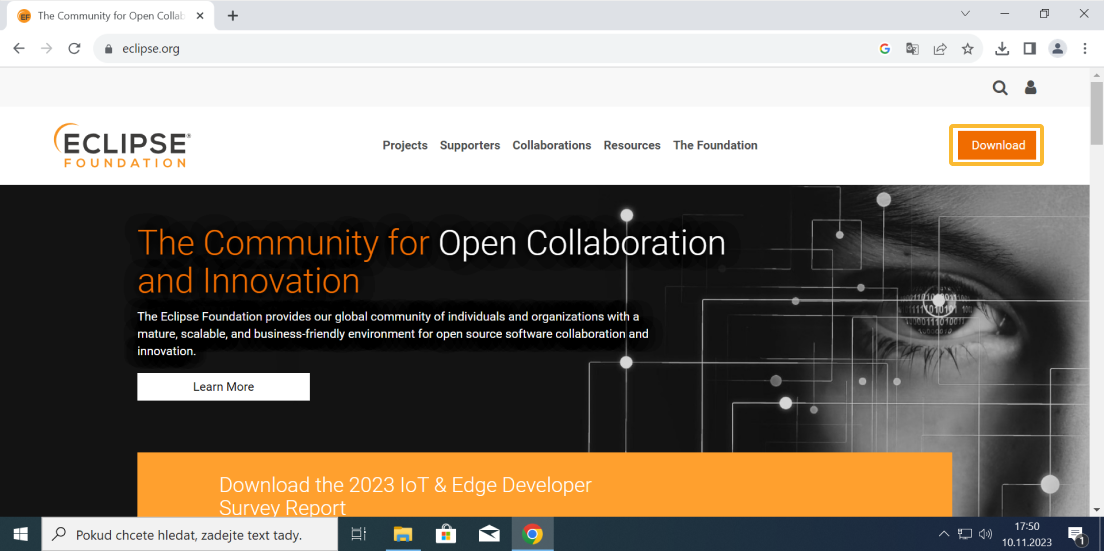 The Community for Open Collab
eclipse.org
ECLIPSE®
FOUNDATION
Projects Supporters Collaborations Resources The Foundation
Download
The Community for Open Collaboration
and Innovation
The Eclipse Foundation provides our global community of individuals and organizations with a
mature, scalable, and business-friendly environment for open source software collaboration and
innovation.
Learn More
Download the 2023 IoT & Edge Developer
Survey Report
Pokud chcete hledat, zadejte text tady.
17:50
10.11.2023
1